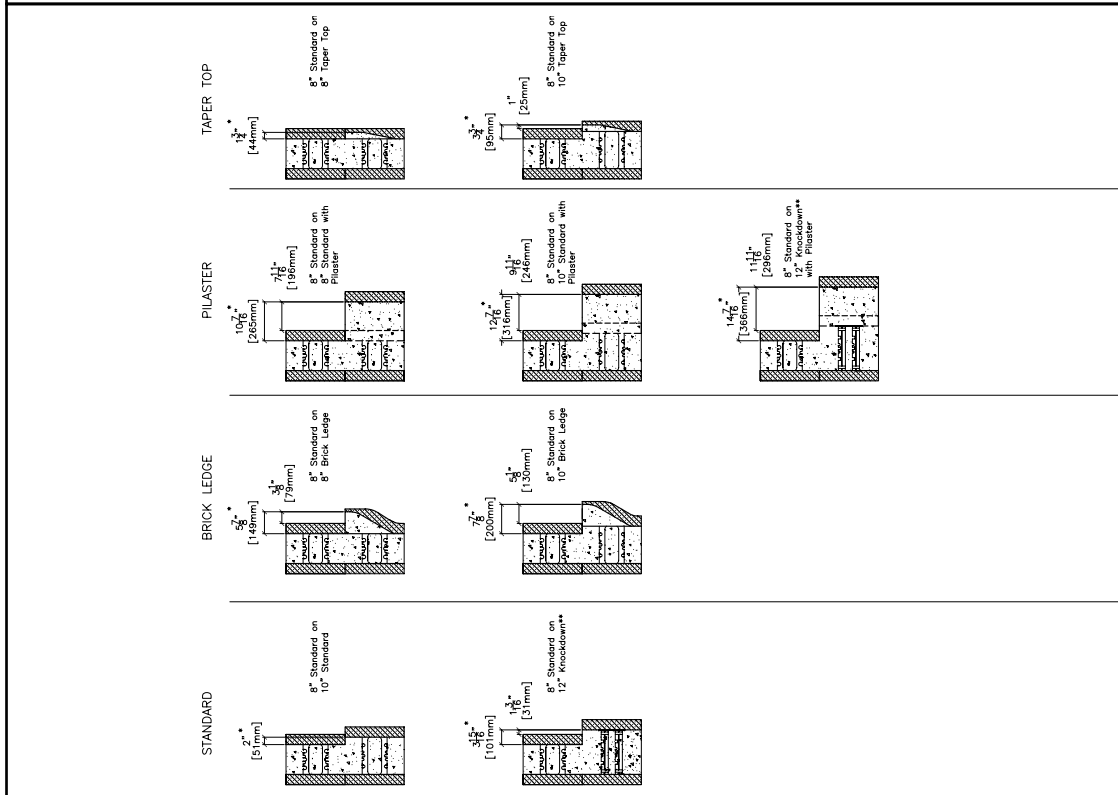 STANDARD
BRICK LEDGE
PILASTER
TAPER TOP
2" *
[51mm]
8" Standard on
10" Standard
5 7/8" *
[149mm]
3 1/8"
[79mm]
8" Standard on
8" Brick Ledge
10 7/16" *
[265mm]
7 11/16"
[196mm]
8" Standard on
8" Standard with
Pilaster
1 3/4" *
[44mm]
8" Standard on
8" Taper Top
3 15/16" *
[101mm]
1 3/16"
[31mm]
8" Standard on
12" Knockdown**
7 7/8" *
[200mm]
5 1/8"
[130mm]
8" Standard on
10" Brick Ledge
12 7/16" *
[316mm]
9 11/16"
[246mm]
8" Standard on
10" Standard with
Pilaster
3 3/4" *
[95mm]
1"
[25mm]
8" Standard on
10" Taper Top
14 7/16" *
[366mm]
11 11/16"
[296mm]
8" Standard on
12" Knockdown**
with Pilaster